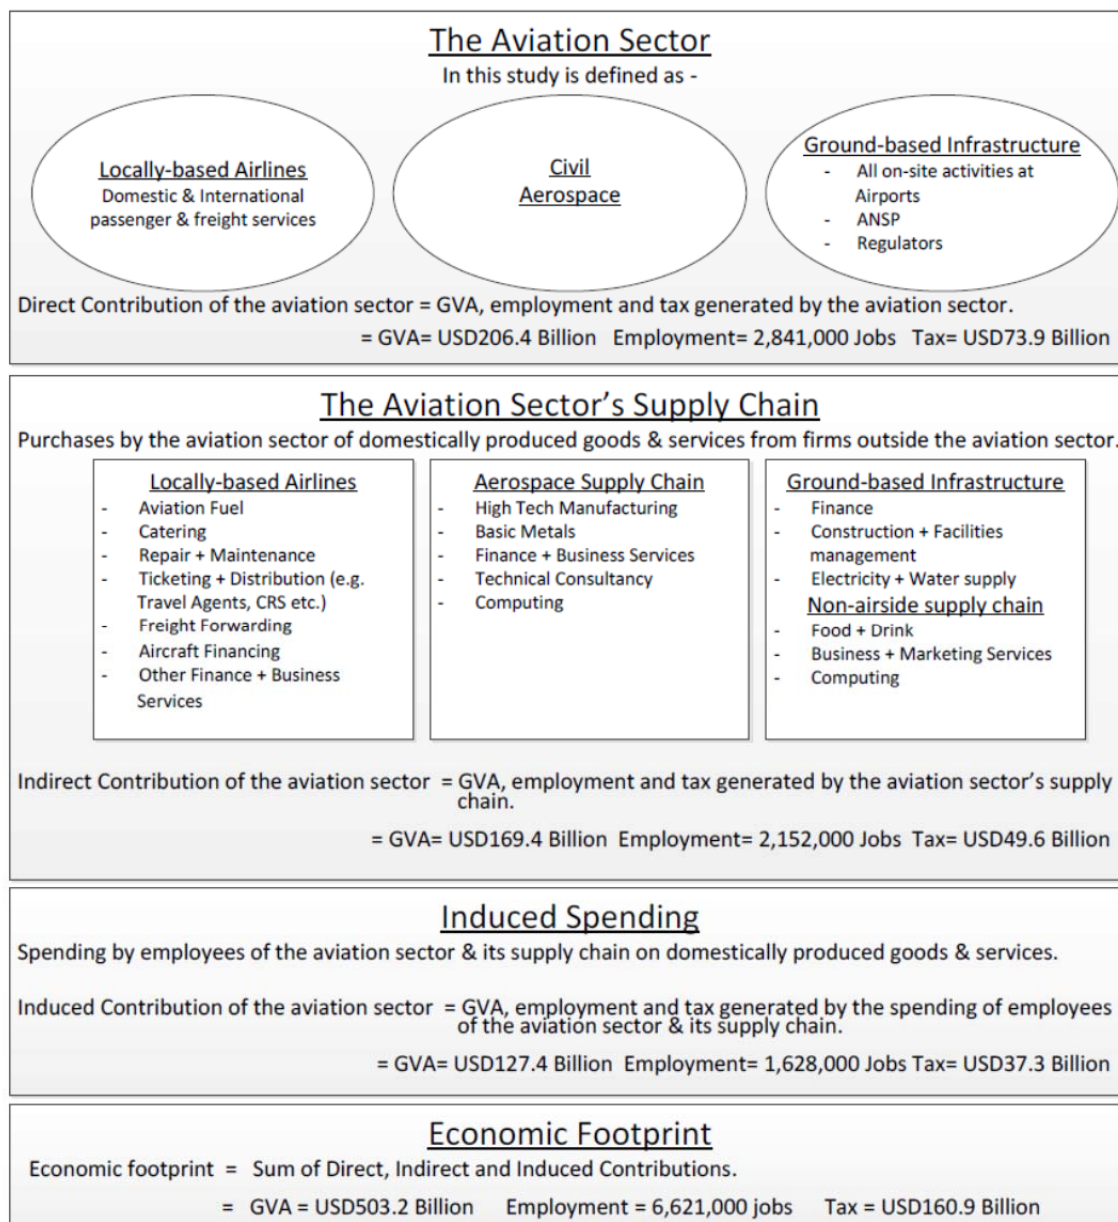 The Aviation Sector
In this study is defined as -
Locally-based Airlines
Domestic & International
passenger & freight services
Civil
Aerospace
Ground-based Infrastructure
- All on-site activities at
Airports
- ANSP
- Regulators
Direct Contribution of the aviation sector = GVA, employment and tax generated by the aviation sector.
= GVA= USD206.4 Billion Employment= 2,841,000 Jobs Tax= USD73.9 Billion
The Aviation Sector’s Supply Chain
Purchases by the aviation sector of domestically produced goods & services from firms outside the aviation sector.
Locally-based Airlines
- Aviation Fuel
- Catering
- Repair + Maintenance
- Ticketing + Distribution (e.g.
Travel Agents, CRS etc.)
- Freight Forwarding
- Aircraft Financing
- Other Finance + Business
Services
Aerospace Supply Chain
- High Tech Manufacturing
- Basic Metals
- Finance + Business Services
- Technical Consultancy
- Computing
Ground-based Infrastructure
- Finance
- Construction + Facilities
management
- Electricity + Water supply
Non-airside supply chain
- Food + Drink
- Business + Marketing Services
- Computing
Indirect Contribution of the aviation sector = GVA, employment and tax generated by the aviation sector’s supply
chain.
= GVA= USD169.4 Billion Employment= 2,152,000 Jobs Tax= USD49.6 Billion
Induced Spending
Spending by employees of the aviation sector & its supply chain on domestically produced goods & services.
Induced Contribution of the aviation sector = GVA, employment and tax generated by the spending of employees
of the aviation sector & its supply chain.
= GVA= USD127.4 Billion Employment= 1,628,000 Jobs Tax= USD37.3 Billion
Economic Footprint
Economic footprint = Sum of Direct, Indirect and Induced Contributions.
= GVA = USD503.2 Billion Employment = 6,621,000 jobs Tax = USD160.9 Billion